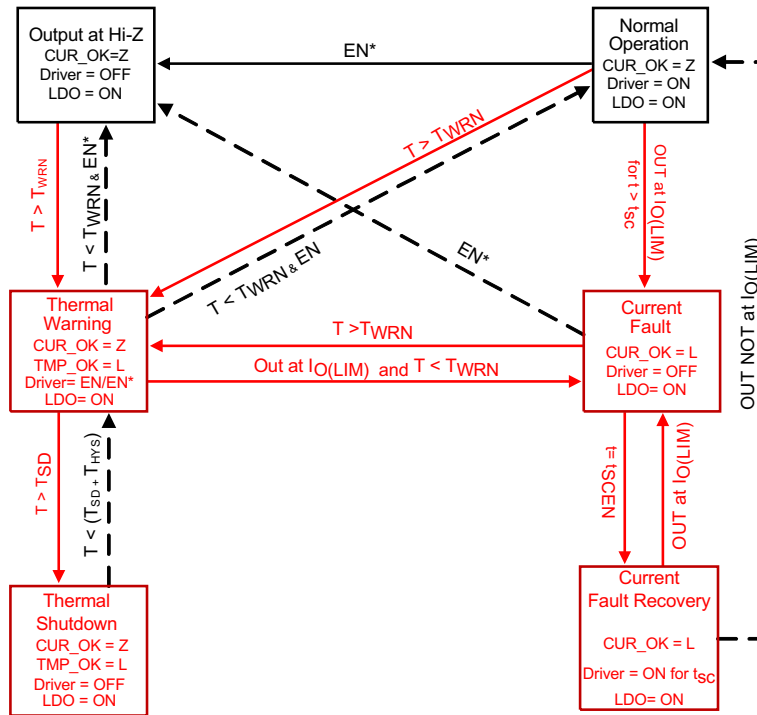 Output at Hi-Z
CUR_OK=Z
Driver = OFF
LDO = ON
EN*
Normal
Operation
CUR_OK = Z
Driver = ON
LDO = ON
T > TWRN
T < TWRN & EN*
T > TWRN
T < TWRN & EN
EN*
OUT at IO(LIM)
for t > tsc
OUT NOT at IO(LIM)
Thermal
Warning
CUR_OK = Z
TMP_OK = L
Driver= EN/EN*
LDO= ON
T >TWRN
Out at IO(LIM) and T < TWRN
Current
Fault
CUR_OK = L
Driver = OFF
LDO= ON
T > TSD
T < (TSD + THYS)
t= tSCEN
OUT at IO(LIM)
Thermal
Shutdown
CUR_OK = Z
TMP_OK = L
Driver = OFF
LDO = ON
Current
Fault Recovery
CUR_OK = L
Driver = ON for tsc
LDO= ON